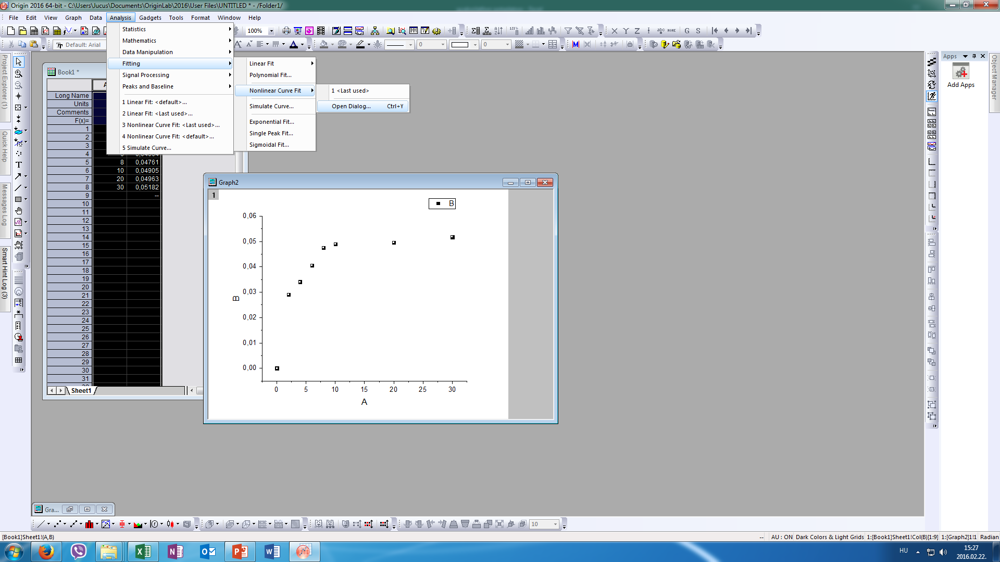 Origin 2016 64-bit - C:\Users\Jucus\Documents\OriginLab\2016\User Files\UNTITLED * - /Folder1/
File Edit View Graph Data Analysis Gadgets Tools Format Window Help
100%
Default: Arial
0
0
Statistics
Mathematics
Data Manipulation
Fitting
Signal Processing
Peaks and Baseline
1 Linear Fit: <default>...
2 Linear Fit: <Last used>...
3 Nonlinear Curve Fit: <Last used>...
4 Nonlinear Curve Fit: <default>...
5 Simulate Curve...
Linear Fit
Polynomial Fit...
Nonlinear Curve Fit
Simulate Curve...
Exponential Fit...
Single Peak Fit...
Sigmoidal Fit...
1 <Last used>
Open Dialog... Ctrl+Y
Project Explorer (1)
Quick Help
Messages Log
Smart Hint Log (3)
Book1 *
Long Name
Units
Comments
F(x)=
1
2
3
4
5 8 0,04761
6 10 0,04905
7 20 0,04963
8 30 0,05182
9 --
10
11
12
13
14
15
16
17
18
19
20
21
22
23
24
25
26
27
28
29
30
31
Sheet1
Graph2
1
B
0,06
0,05
0,04
0,03
0,02
0,01
0,00
B
0 5 10 15 20 25 30
A
Apps
Add Apps
Object Manager
Gra...
10
[Book1]Sheet1!(A,B)
-- AU : ON Dark Colors & Light Grids 1:[Book1]Sheet1!Col(B)[1:9] 1:[Graph2]1!1 Radian
HU
15:27
2016.02.22.